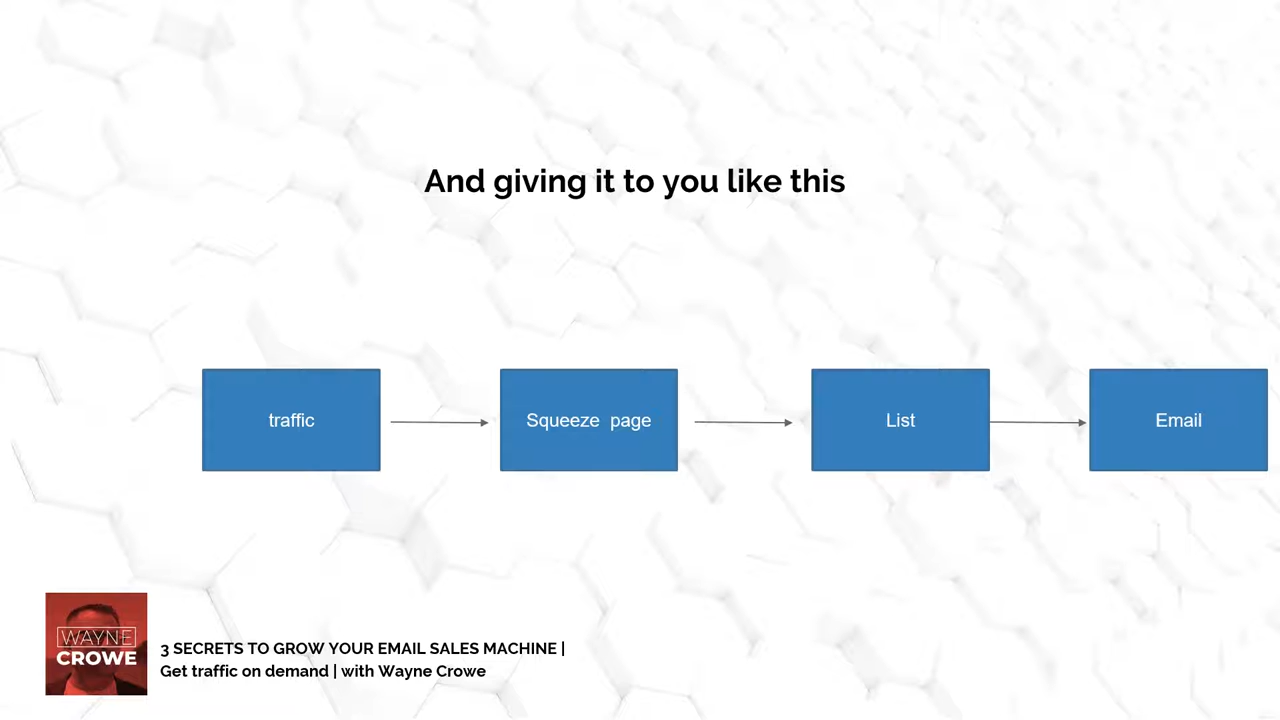 And giving it to you like this
traffic
Squeeze page
List
Email
WAYNE
CROWE
3 SECRETS TO GROW YOUR EMAIL SALES MACHINE |
Get traffic on demand | with Wayne Crowe